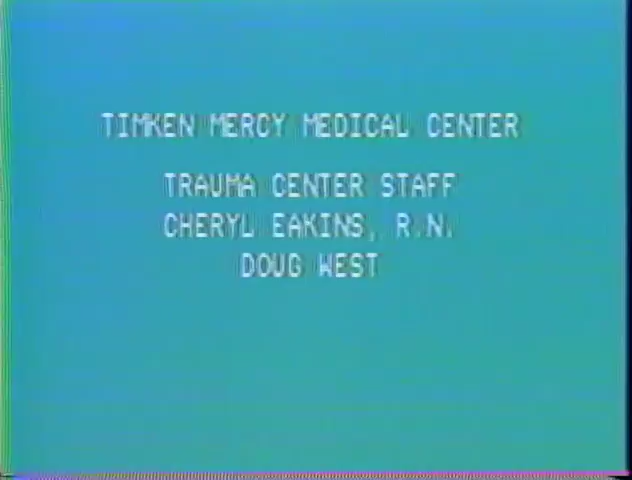 TIMKEN MERCY MEDICAL CENTER
TRAUMA CENTER STAFF
CHERYL EAKINS, R.N.
DOUG WEST